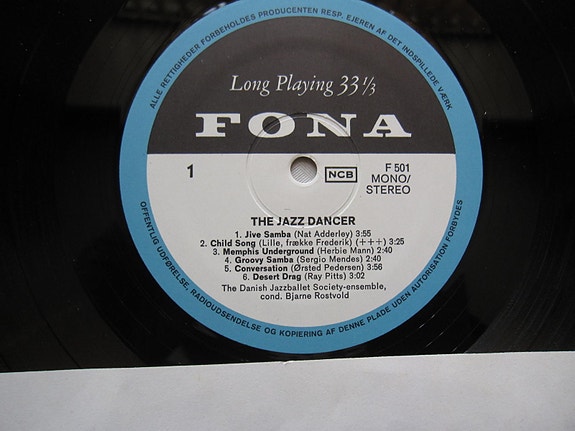 ALLE RETTIGHEDER FORBEHOLDES PRODUCENTEN RESP. EJEREN AF DET INDSPILLEDE VÆRK
Long Playing 33 1/3
FONA
1
NCB
F 501
MONO/
STEREO
THE JAZZ DANCER
1. Jive Samba (Nat Adderley) 3:55
2. Child Song (Lille, frække Frederik) (+++) 3:25
3. Memphis Underground (Herbie Mann) 2:40
4. Groovy Samba (Sergio Mendes) 2:40
5. Conversation (Ørsted Pedersen) 3:56
6. Desert Drag (Ray Pitts) 3:02
The Danish Jazzballet Society-ensemble,
cond. Bjarne Rostvold
OFFENTLIG UDFØRELSE, RADIOUDSENDELSE OG KOPIERING AF DENNE PLADE UDEN AUTORISATION FORBYDES